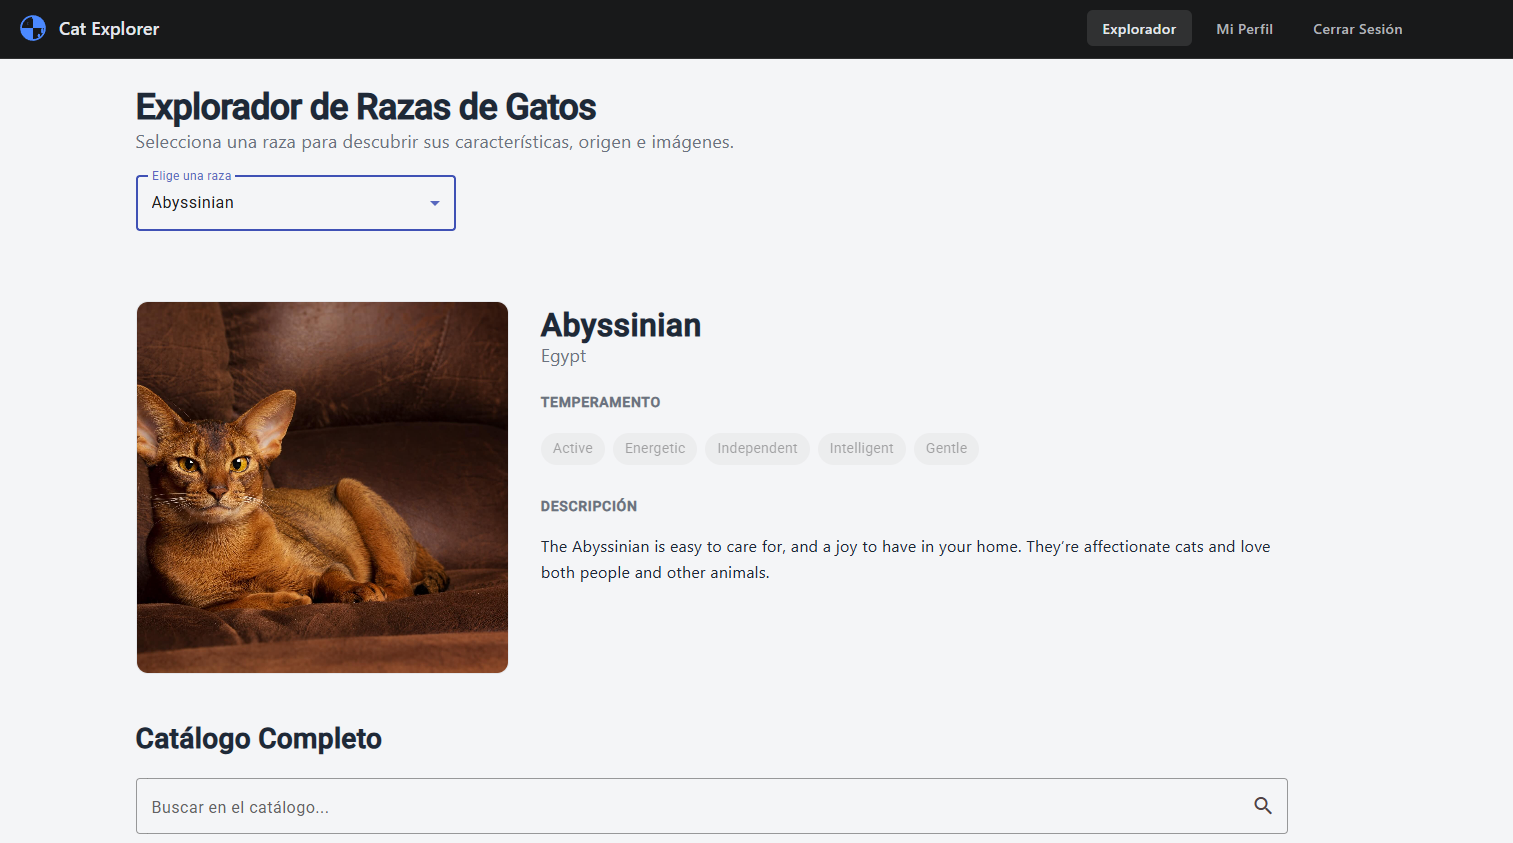 Cat Explorer
Explorador
Mi Perfil
Cerrar Sesión
Explorador de Razas de Gatos
Selecciona una raza para descubrir sus características, origen e imágenes.
Elige una raza
Abyssinian
Abyssinian
Egypt
TEMPERAMENTO
Active
Energetic
Independent
Intelligent
Gentle
DESCRIPCIÓN
The Abyssinian is easy to care for, and a joy to have in your home. They’re affectionate cats and love
both people and other animals.
Catálogo Completo
Buscar en el catálogo...